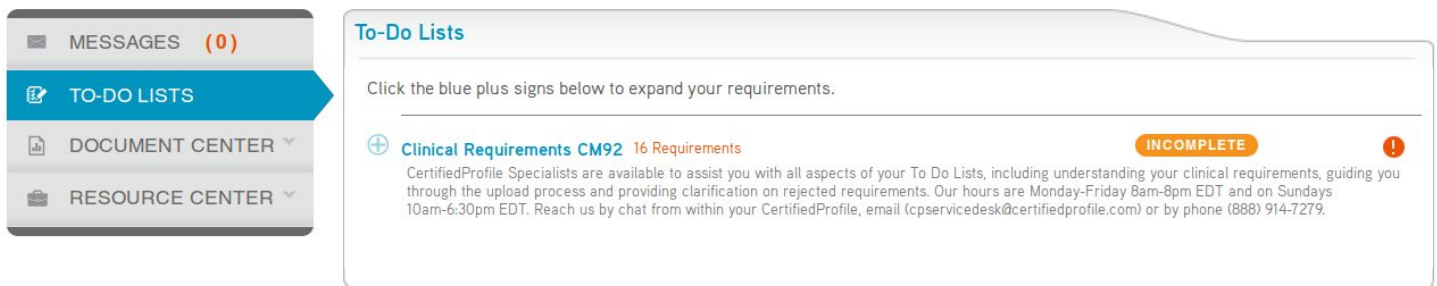 MESSAGES (0)
TO-DO LISTS
DOCUMENT CENTER
RESOURCE CENTER
To-Do Lists
Click the blue plus signs below to expand your requirements.
Clinical Requirements CM92 16 Requirements INCOMPLETE
CertifiedProfile Specialists are available to assist you with all aspects of your To Do Lists, including understanding your clinical requirements, guiding you
through the upload process and providing clarification on rejected requirements. Our hours are Monday-Friday 8am-8pm EDT and on Sundays
10am-6:30pm EDT. Reach us by chat from within your CertifiedProfile, email (cpservicedesk@certifiedprofile.com) or by phone (888) 914-7279.